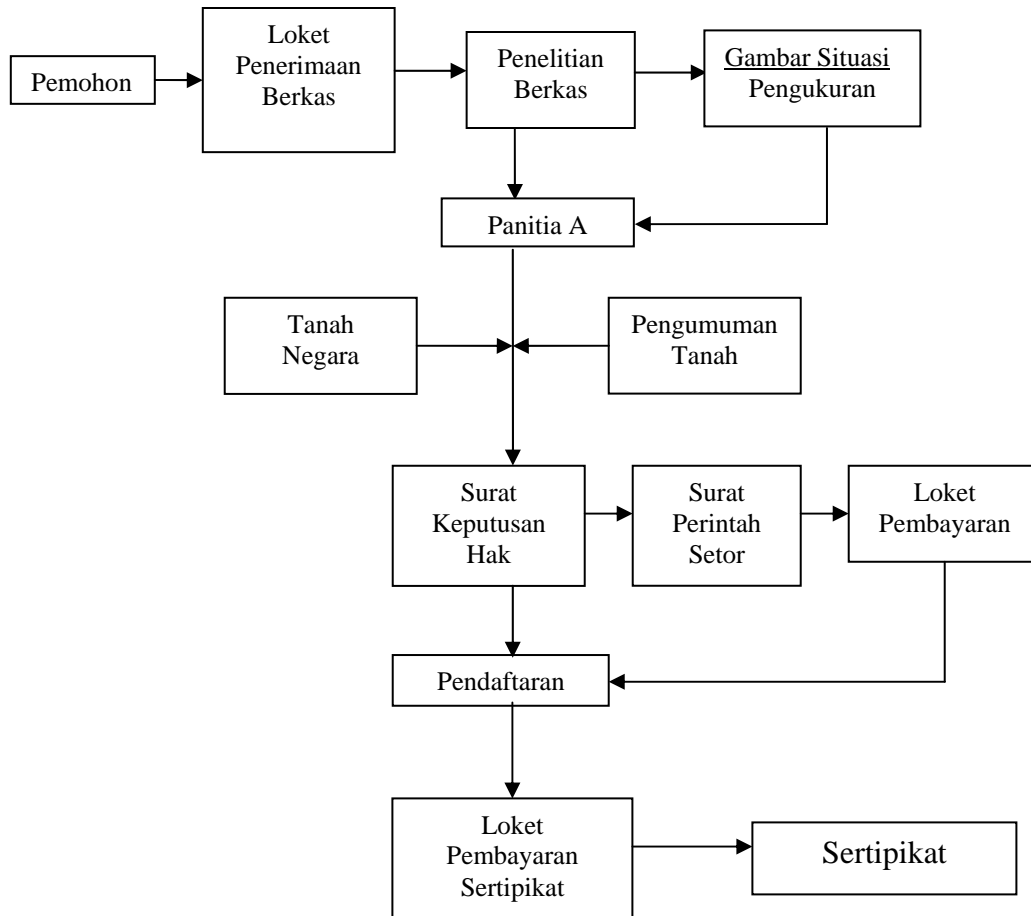 Pemohon
Loket
Penerimaan
Berkas
Penelitian
Berkas
Gambar Situasi
Pengukuran
Panitia A
Tanah
Negara
Pengumuman
Tanah
Surat
Keputusan
Hak
Surat
Perintah
Setor
Loket
Pembayaran
Pendaftaran
Loket
Pembayaran
Sertipikat
Sertipikat